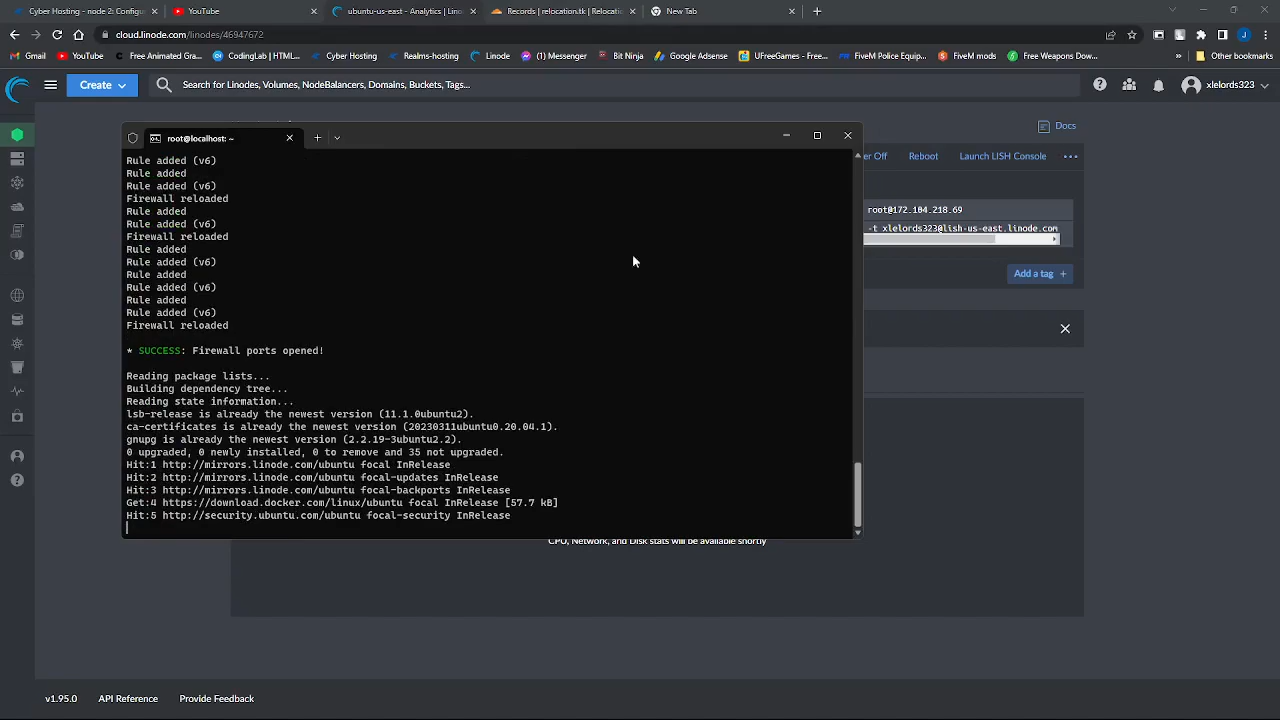 Cyber Hosting - node 2: Configu
YouTube
ubuntu-us-east - Analytics | Lino
Records | relocation.tk | Relocatio
New Tab
cloud.linode.com/linodes/46947672
Gmail
YouTube
Free Animated Gra...
CodingLab | HTML...
Cyber Hosting
Realms-hosting
Linode
(1) Messenger
Bit Ninja
Google Adsense
UFreeGames - Free...
FiveM Police Equip...
FiveM mods
Free Weapons Dow...
»
Other bookmarks
Create
Search for Linodes, Volumes, NodeBalancers, Domains, Buckets, Tags...
xlelords323
Docs
root@localhost: ~
er Off
Reboot
Launch LISH Console
root@172.104.218.69
-t xlelords323@lish-us-east.linode.com
Add a tag +
Rule added (v6)
Rule added
Rule added (v6)
Firewall reloaded
Rule added
Rule added (v6)
Firewall reloaded
Rule added
Rule added (v6)
Rule added
Rule added (v6)
Rule added
Rule added (v6)
Firewall reloaded
* SUCCESS: Firewall ports opened!
Reading package lists...
Building dependency tree...
Reading state information...
lsb-release is already the newest version (11.1.0ubuntu2).
ca-certificates is already the newest version (20230311ubuntu0.20.04.1).
gnupg is already the newest version (2.2.19-3ubuntu2.2).
0 upgraded, 0 newly installed, 0 to remove and 35 not upgraded.
Hit:1 http://mirrors.linode.com/ubuntu focal InRelease
Hit:2 http://mirrors.linode.com/ubuntu focal-updates InRelease
Hit:3 http://mirrors.linode.com/ubuntu focal-backports InRelease
Get:4 https://download.docker.com/linux/ubuntu focal InRelease [57.7 kB]
Hit:5 http://security.ubuntu.com/ubuntu focal-security InRelease
CPU, Network, and Disk stats will be available shortly
v1.95.0
API Reference
Provide Feedback